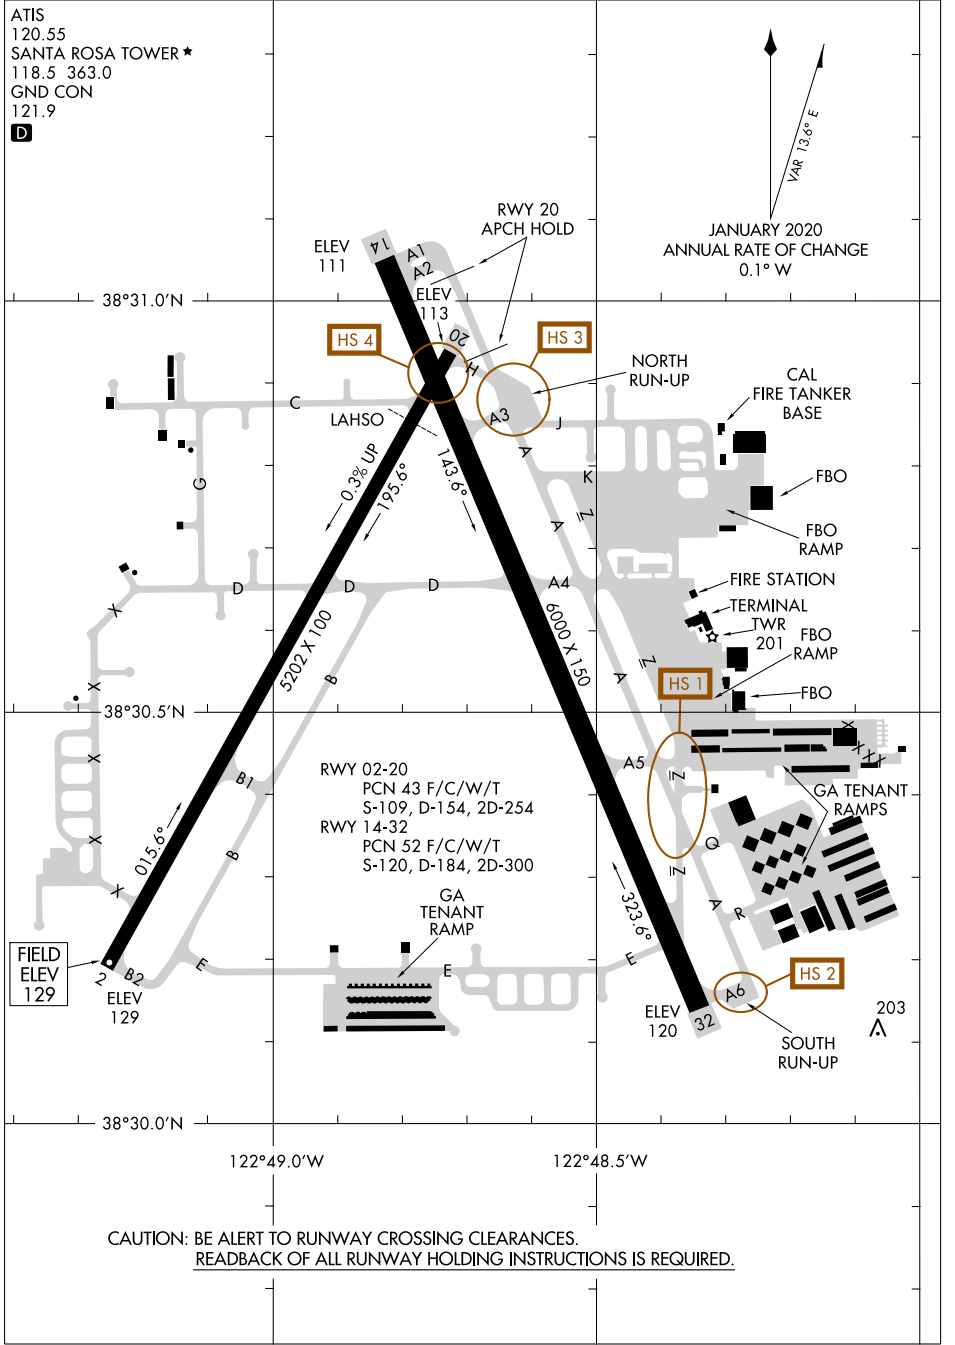 ATIS
120.55
SANTA ROSA TOWER ★
118.5 363.0
GND CON
121.9
D
VAR 13.6° E
JANUARY 2020
ANNUAL RATE OF CHANGE
0.1° W
RWY 20
APCH HOLD
ELEV
111
14
A1
A2
ELEV
113
20
38°31.0'N
HS 4
HS 3
H
NORTH
RUN-UP
CAL
FIRE TANKER
BASE
C
LAHSO
A3
J
A
K
FBO
G
0.3% UP
195.6°
143.6°
Z
A
FBO
RAMP
D
D
D
A4
FIRE STATION
TERMINAL
TWR
201
FBO
RAMP
X
5202 X 100
6000 X 150
B
Z
A
HS 1
FBO
X
38°30.5'N
X
X
X
X
X
B1
A5
Z
RWY 02-20
PCN 43 F/C/W/T
S-109, D-154, 2D-254
RWY 14-32
PCN 52 F/C/W/T
S-120, D-184, 2D-300
GA TENANT
RAMPS
015.6°
X
B
Q
Z
X
323.6°
A
R
GA
TENANT
RAMP
FIELD
ELEV
129
2
B2
E
E
E
ELEV
129
HS 2
A6
ELEV
120
32
SOUTH
RUN-UP
203
38°30.0'N
122°49.0'W
122°48.5'W
CAUTION: BE ALERT TO RUNWAY CROSSING CLEARANCES.
READBACK OF ALL RUNWAY HOLDING INSTRUCTIONS IS REQUIRED.